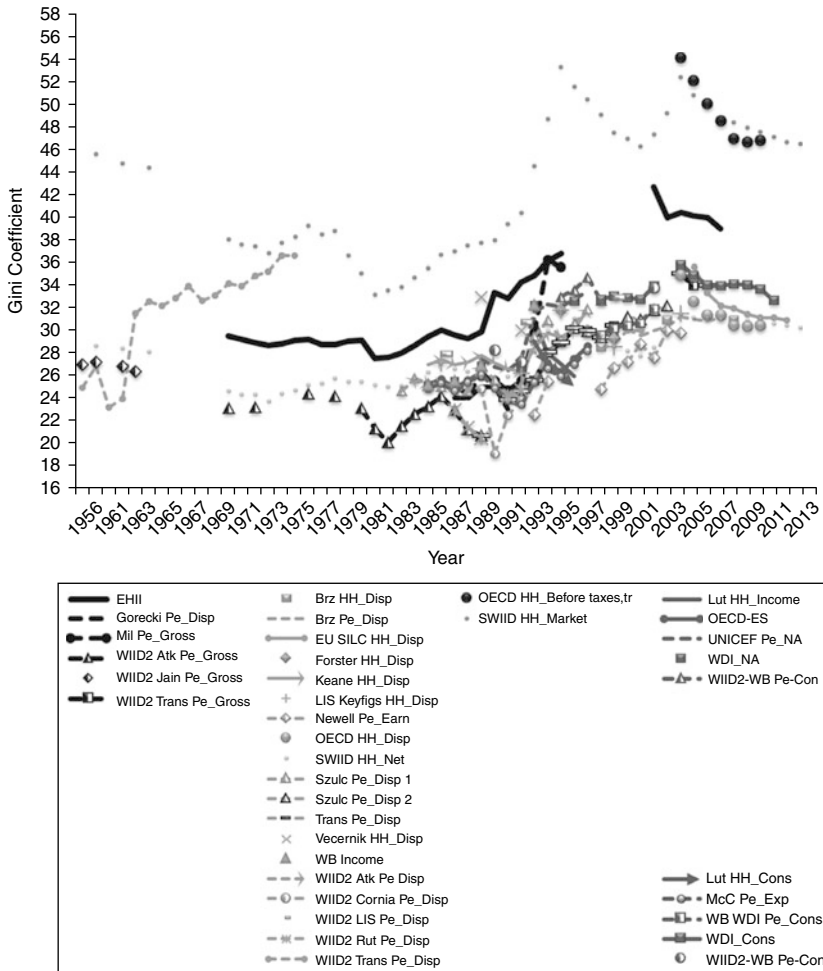 58
56
54
52
50
48
46
44
42
40
38
36
34
32
30
28
26
24
22
20
18
16
Gini Coefficient
1956
1961
1963
1967
1969
1971
1973
1975
1977
1979
1981
1983
1985
1987
1989
1991
1993
1995
1997
1999
2001
2003
2005
2007
2009
2011
2013
Year
EHII
Gorecki Pe_Disp
Mil Pe_Gross
WIID2 Atk Pe_Gross
WIID2 Jain Pe_Gross
WIID2 Trans Pe_Gross
Brz HH_Disp
Brz Pe_Disp
EU SILC HH_Disp
Forster HH_Disp
Keane HH_Disp
LIS Keyfigs HH_Disp
Newell Pe_Earn
OECD HH_Disp
SWIID HH_Net
Szulc Pe_Disp 1
Szulc Pe_Disp 2
Trans Pe_Disp
Vecernik HH_Disp
WB Income
WIID2 Atk Pe Disp
WIID2 Cornia Pe_Disp
WIID2 LIS Pe_Disp
WIID2 Rut Pe_Disp
WIID2 Trans Pe_Disp
OECD HH_Before taxes,tr
SWIID HH_Market
Lut HH_Income
OECD-ES
UNICEF Pe_NA
WDI_NA
WIID2-WB Pe-Con
Lut HH_Cons
McC Pe_Exp
WB WDI Pe_Cons
WDI_Cons
WIID2-WB Pe-Con